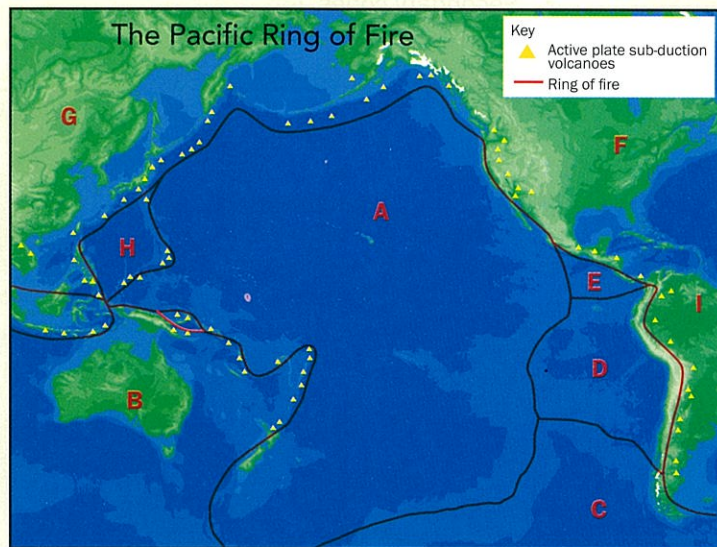 The Pacific Ring of Fire
Key
Active plate sub-duction
volcanoes
Ring of fire
G
F
A
H
E
I
D
B
C